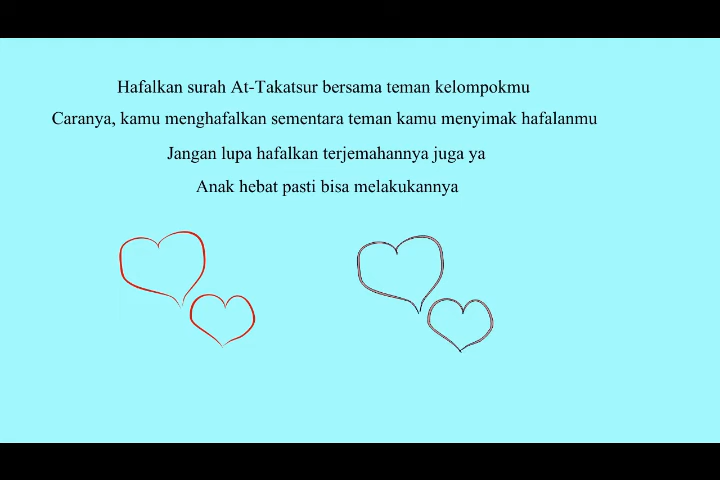 Hafalkan surah At-Takatsur bersama teman kelompokmu
Caranya, kamu menghafalkan sementara teman kamu menyimak hafalanmu
Jangan lupa hafalkan terjemahannya juga ya
Anak hebat pasti bisa melakukannya